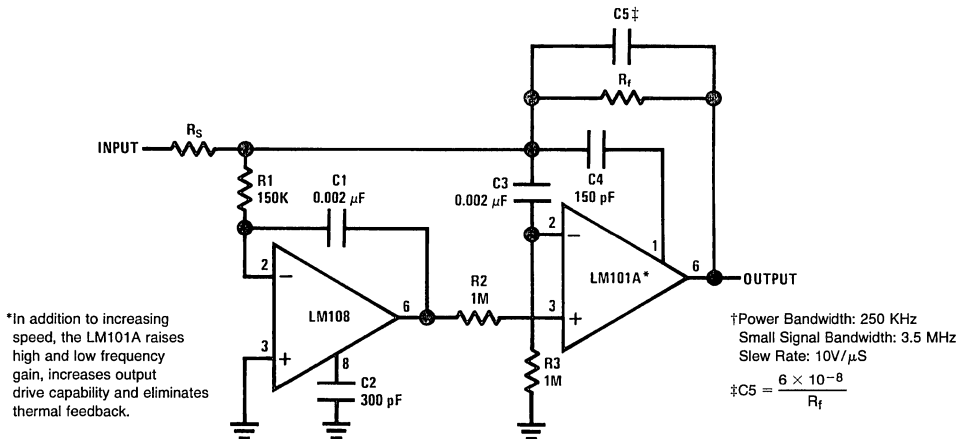 C5‡
Rf
RS
INPUT
R1
150K
C1
0.002 μF
C3
0.002 μF
C4
150 pF
2
−
LM108
6
3
+
8
C2
300 pF
R2
1M
2
−
1
LM101A*
6
3
+
OUTPUT
R3
1M
*In addition to increasing
speed, the LM101A raises
high and low frequency
gain, increases output
drive capability and eliminates
thermal feedback.
†Power Bandwidth: 250 KHz
Small Signal Bandwidth: 3.5 MHz
Slew Rate: 10V/μS
‡C5 = 6 × 10−8
Rf